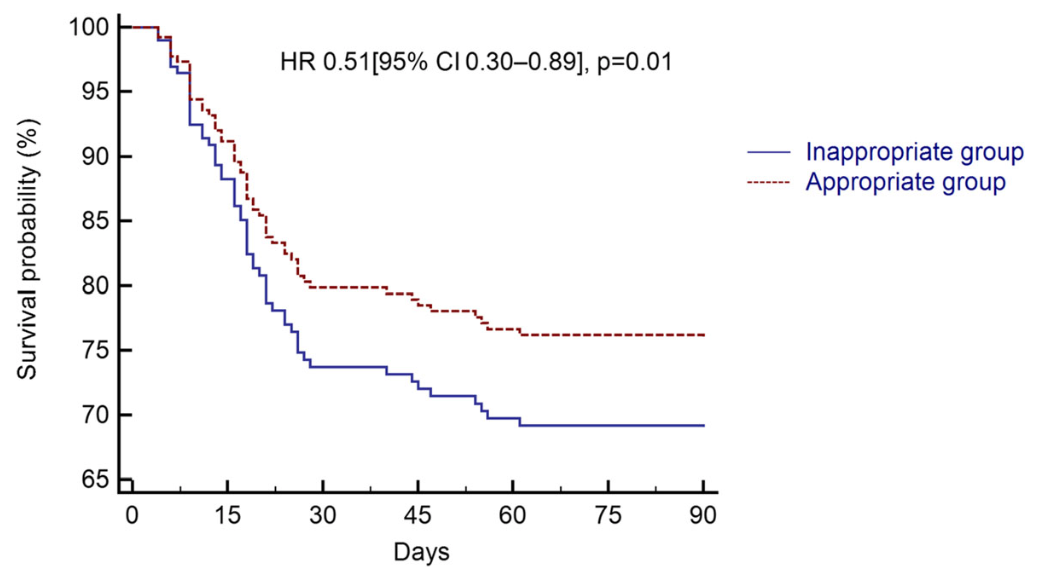 HR 0.51[95% CI 0.30–0.89], p=0.01
Inappropriate group
Appropriate group
Survival probability (%)
100
95
90
85
80
75
70
65
0 15 30 45 60 75 90
Days